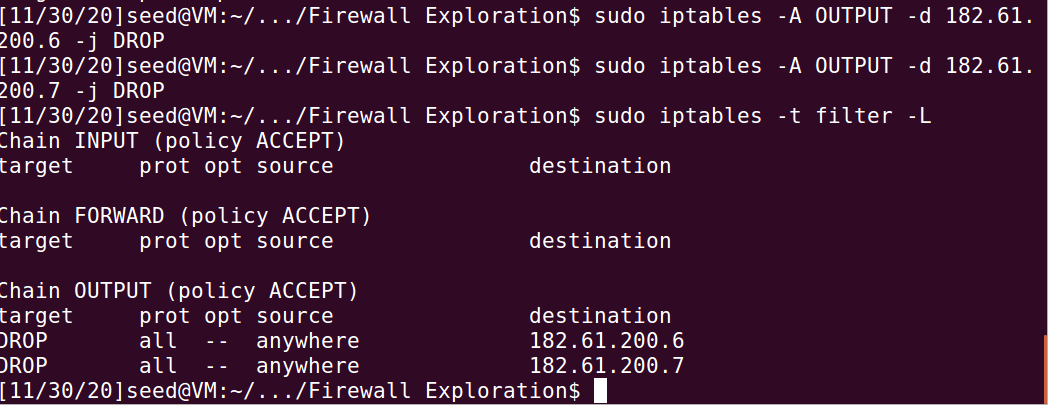 [11/30/20]seed@VM:~/.../Firewall Exploration$ sudo iptables -A OUTPUT -d 182.61.
200.6 -j DROP
[11/30/20]seed@VM:~/.../Firewall Exploration$ sudo iptables -A OUTPUT -d 182.61.
200.7 -j DROP
[11/30/20]seed@VM:~/.../Firewall Exploration$ sudo iptables -t filter -L
Chain INPUT (policy ACCEPT)
target     prot opt source               destination
Chain FORWARD (policy ACCEPT)
target     prot opt source               destination
Chain OUTPUT (policy ACCEPT)
target     prot opt source               destination
DROP       all  --  anywhere             182.61.200.6
DROP       all  --  anywhere             182.61.200.7
[11/30/20]seed@VM:~/.../Firewall Exploration$